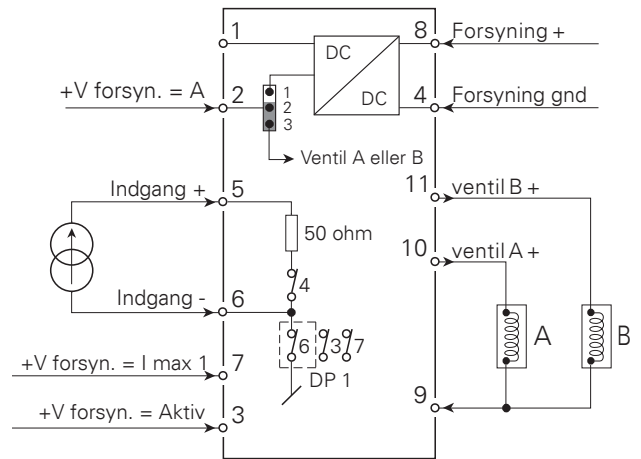 1
8
Forsyning +
DC
+V forsyn. = A
2
1
2
3
DC
4
Forsyning gnd
Ventil A eller B
Indgang +
5
11
ventil B +
50 ohm
10
ventil A +
4
Indgang -
6
A
B
6
3
7
+V forsyn. = I max 1
7
DP 1
9
+V forsyn. = Aktiv
3